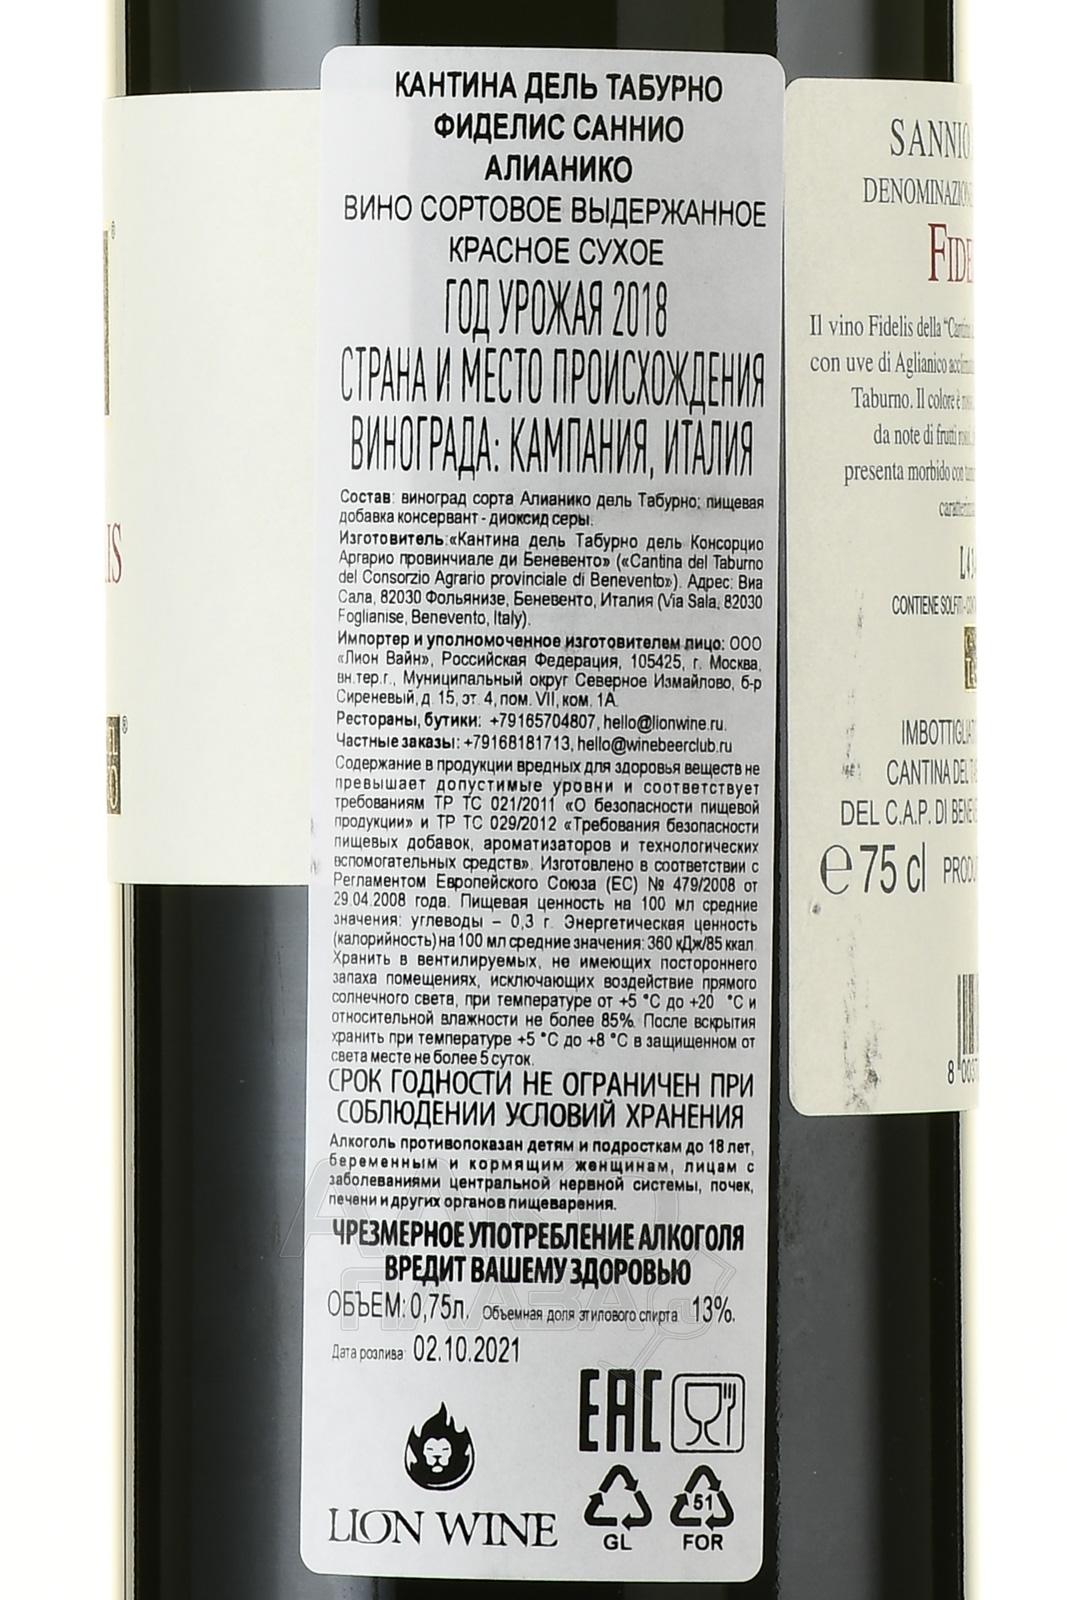 КАНТИНА ДЕЛЬ ТАБУРНО
ФИДЕЛИС САННИО
АЛИАНИКО
ВИНО СОРТОВОЕ ВЫДЕРЖАННОЕ
КРАСНОЕ СУХОЕ
ГОД УРОЖАЯ 2018
СТРАНА И МЕСТО ПРОИСХОЖДЕНИЯ
ВИНОГРАДА: КАМПАНИЯ, ИТАЛИЯ
Состав: виноград сорта Алианико дель Табурно; пищевая
добавка консервант - диоксид серы.
Изготовитель:«Кантина дель Табурно дель Консорцио
Аграрио провинчиале ди Беневенто» («Cantina del Taburno
del Consorzio Agrario provinciale di Benevento»). Адрес: Виа
Сала, 82030 Фольянизе, Беневенто, Италия (Via Sala, 82030
Foglianise, Benevento, Italy).
Импортер и уполномоченное изготовителем лицо: ООО
«Лион Вайн», Российская Федерация, 105425, г. Москва,
вн.тер.г., Муниципальный округ Северное Измайлово, б-р
Сиреневый, д. 15, эт. 4, пом. VII, ком. 1А.
Рестораны, бутики: +79165704807, hello@lionwine.ru.
Частные заказы: +79168181713, hello@winebeerclub.ru
Содержание в продукции вредных для здоровья веществ не
превышает допустимые уровни и соответствует
требованиям ТР ТС 021/2011 «О безопасности пищевой
продукции» и ТР ТС 029/2012 «Требования безопасности
пищевых добавок, ароматизаторов и технологических
вспомогательных средств». Изготовлено в соответствии с
Регламентом Европейского Союза (ЕС) № 479/2008 от
29.04.2008 года. Пищевая ценность на 100 мл средние
значения: углеводы – 0,3 г. Энергетическая ценность
(калорийность) на 100 мл средние значения: 360 кДж/85 ккал.
Хранить в вентилируемых, не имеющих постороннего
запаха помещениях, исключающих воздействие прямого
солнечного света, при температуре от +5 °C до +20 °C и
относительной влажности не более 85%. После вскрытия
хранить при температуре +5 °C до +8 °C в защищенном от
света месте не более 5 суток.
СРОК ГОДНОСТИ НЕ ОГРАНИЧЕН ПРИ
СОБЛЮДЕНИИ УСЛОВИЙ ХРАНЕНИЯ
Алкоголь противопоказан детям и подросткам до 18 лет,
беременным и кормящим женщинам, лицам с
заболеваниями центральной нервной системы, почек,
печени и других органов пищеварения.
ЧРЕЗМЕРНОЕ УПОТРЕБЛЕНИЕ АЛКОГОЛЯ
ВРЕДИТ ВАШЕМУ ЗДОРОВЬЮ
ОБЪЕМ: 0,75л. Объемная доля этилового спирта 13%.
Дата розлива: 02.10.2021
EAC
LION WINE
GL
51
FOR
SANNIO
DENOMINAZION
FIDE
Il vino Fidelis della "Cantina
con uve di Aglianico acclima
Taburno. Il colore è
da note di frutti
presenta morbido con
CONTIENE SOLFITI
IMBOTTIGLIA
CANTINA DEL T
DEL C.A.P. DI BENE
e 75 cl PRODU
IS
АЛКО
ПЛАЗА